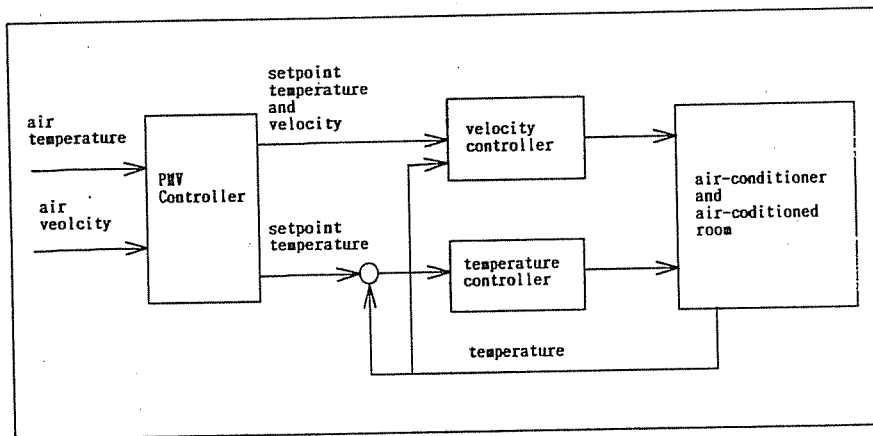 setpoint
temperature
and
velocity
air
temperature
velocity
controller
PMV
Controller
air-conditioner
and
air-coditioned
room
air
veolcity
setpoint
temperature
temperature
controller
temperature